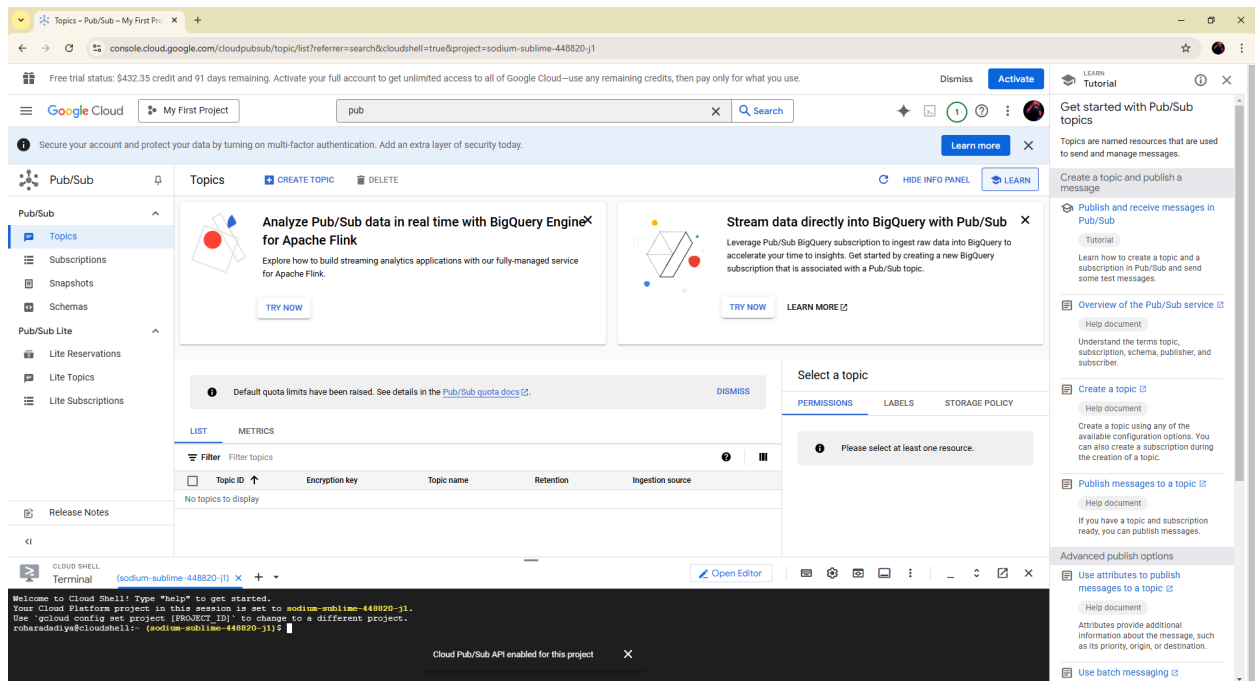 Topics – Pub/Sub – My First Pro
console.cloud.google.com/cloudpubsub/topic/list?referrer=search&cloudshell=true&project=sodium-sublime-448820-j1
Free trial status: $432.35 credit and 91 days remaining. Activate your full account to get unlimited access to all of Google Cloud—use any remaining credits, then pay only for what you use.
Dismiss
Activate
Google Cloud
My First Project
pub
Search
1
Secure your account and protect your data by turning on multi-factor authentication. Add an extra layer of security today.
Learn more
Pub/Sub
Topics
CREATE TOPIC
DELETE
HIDE INFO PANEL
LEARN
Pub/Sub
Topics
Subscriptions
Snapshots
Schemas
Pub/Sub Lite
Lite Reservations
Lite Topics
Lite Subscriptions
Release Notes
Analyze Pub/Sub data in real time with BigQuery Engine
for Apache Flink
Explore how to build streaming analytics applications with our fully-managed service
for Apache Flink.
TRY NOW
Stream data directly into BigQuery with Pub/Sub
Leverage Pub/Sub BigQuery subscription to ingest raw data into BigQuery to
accelerate your time to insights. Get started by creating a new BigQuery
subscription that is associated with a Pub/Sub topic.
TRY NOW
LEARN MORE
Default quota limits have been raised. See details in the Pub/Sub quota docs.
DISMISS
LIST
METRICS
Filter
Filter topics
Topic ID
Encryption key
Topic name
Retention
Ingestion source
No topics to display
Select a topic
PERMISSIONS
LABELS
STORAGE POLICY
Please select at least one resource.
LEARN
Tutorial
Get started with Pub/Sub
topics
Topics are named resources that are used
to send and manage messages.
Create a topic and publish a
message
Publish and receive messages in
Pub/Sub
Tutorial
Learn how to create a topic and a
subscription in Pub/Sub and send
some test messages.
Overview of the Pub/Sub service
Help document
Understand the terms topic,
subscription, schema, publisher, and
subscriber.
Create a topic
Help document
Create a topic using any of the
available configuration options. You
can also create a subscription during
the creation of a topic.
Publish messages to a topic
Help document
If you have a topic and subscription
ready, you can publish messages.
Advanced publish options
Use attributes to publish
messages to a topic
Help document
Attributes provide additional
information about the message, such
as its priority, origin, or destination.
Use batch messaging
CLOUD SHELL
Terminal
(sodium-sublime-448820-j1)
Open Editor
Welcome to Cloud Shell! Type "help" to get started.
Your Cloud Platform project in this session is set to sodium-sublime-448820-j1.
Use `gcloud config set project [PROJECT_ID]` to change to a different project.
roharadadiya@cloudshell:~ (sodium-sublime-448820-j1)$
Cloud Pub/Sub API enabled for this project